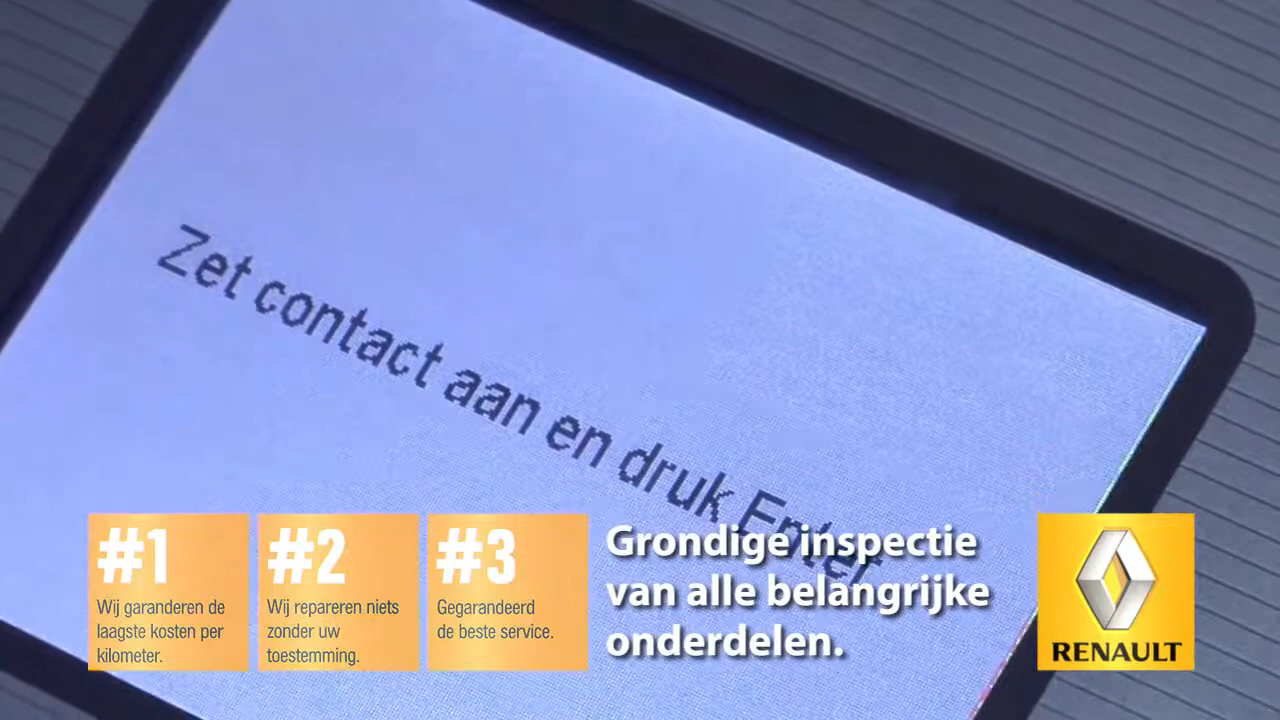 Zet contact aan en druk Enter
#1
Wij garanderen de
laagste kosten per
kilometer.
#2
Wij repareren niets
zonder uw
toestemming.
#3
Gegarandeerd
de beste service.
Grondige inspectie
van alle belangrijke
onderdelen.
RENAULT